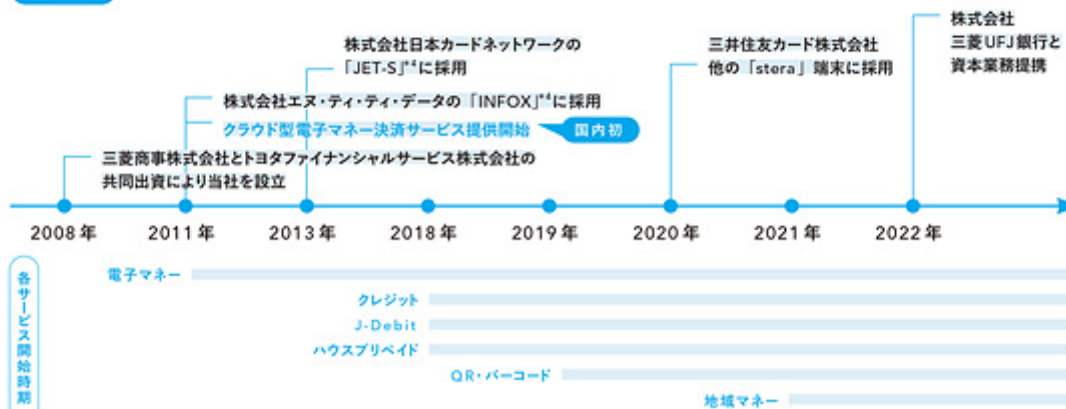 株式会社
三菱UFJ銀行と
資本業務提携
株式会社日本カードネットワークの
「JET-S」*4に採用
三井住友カード株式会社
他の「stera」端末に採用
株式会社エヌ・ティ・ティ・データの「INFOX」*4に採用
クラウド型電子マネー決済サービス提供開始
国内初
三菱商事株式会社とトヨタファイナンシャルサービス株式会社の
共同出資により当社を設立
2008年
2011年
2013年
2018年
2019年
2020年
2021年
2022年
各サービス開始時期
電子マネー
クレジット
J-Debit
ハウスプリペイド
QR・バーコード
地域マネー